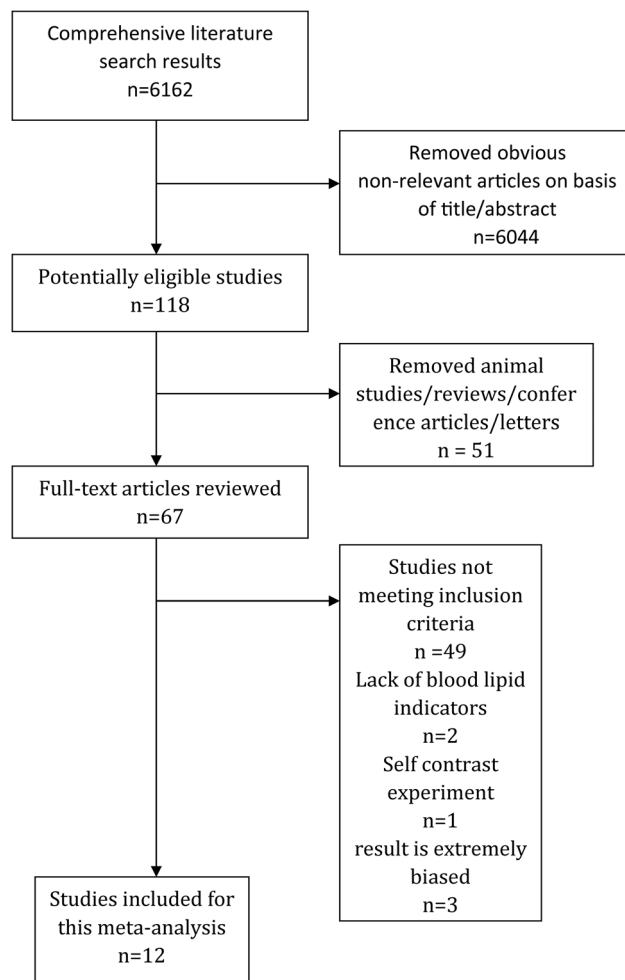 Comprehensive literature
search results
n=6162
Removed obvious
non-relevant articles on basis
of title/abstract
n=6044
Potentially eligible studies
n=118
Removed animal
studies/reviews/confer
ence articles/letters
n = 51
Full-text articles reviewed
n=67
Studies not
meeting inclusion
criteria
n =49
Lack of blood lipid
indicators
n=2
Self contrast
experiment
n=1
result is extremely
biased
n=3
Studies included for
this meta-analysis
n=12